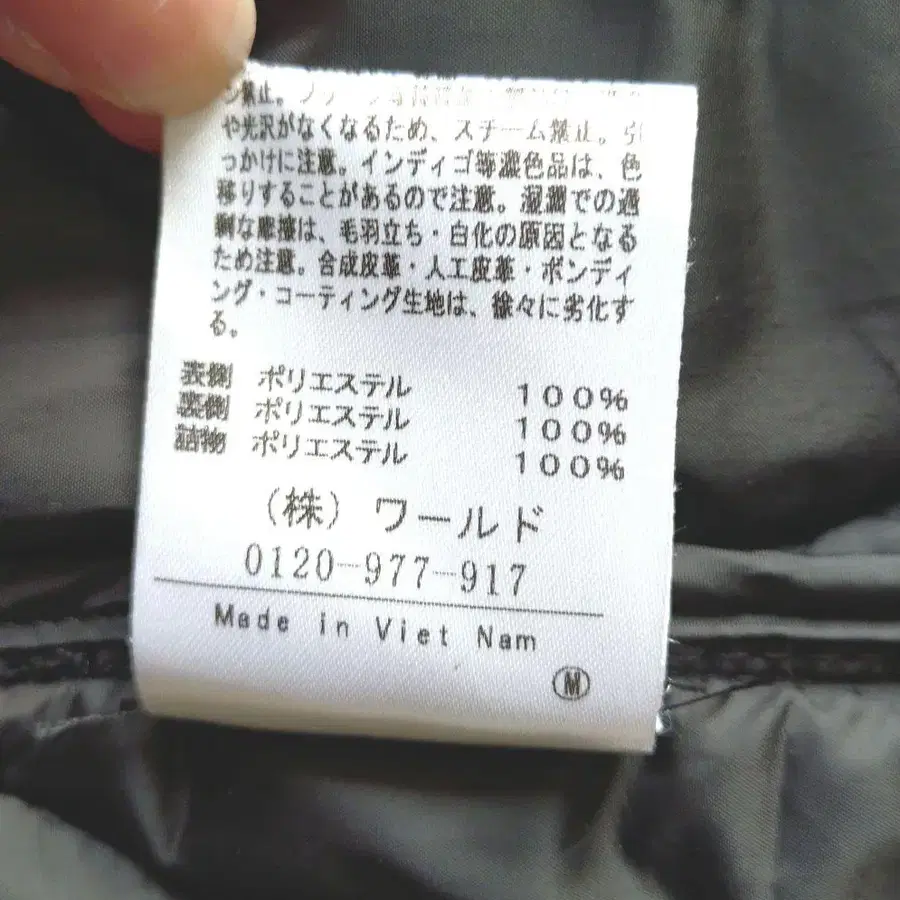 ン禁止。
や光沢がなくなるため、スチーム禁止。引
っかけに注意。インディゴ等濃色品は、色
移りすることがあるので注意。湿潤での過
剰な摩擦は、毛羽立ち・白化の原因となる
ため注意。合成皮革・人工皮革・ボンディ
ング・コーティング生地は、徐々に劣化す
る。
表側 ポリエステル 100%
裏側 ポリエステル 100%
詰物 ポリエステル 100%
(株) ワールド
0120-977-917
Made in Viet Nam
M